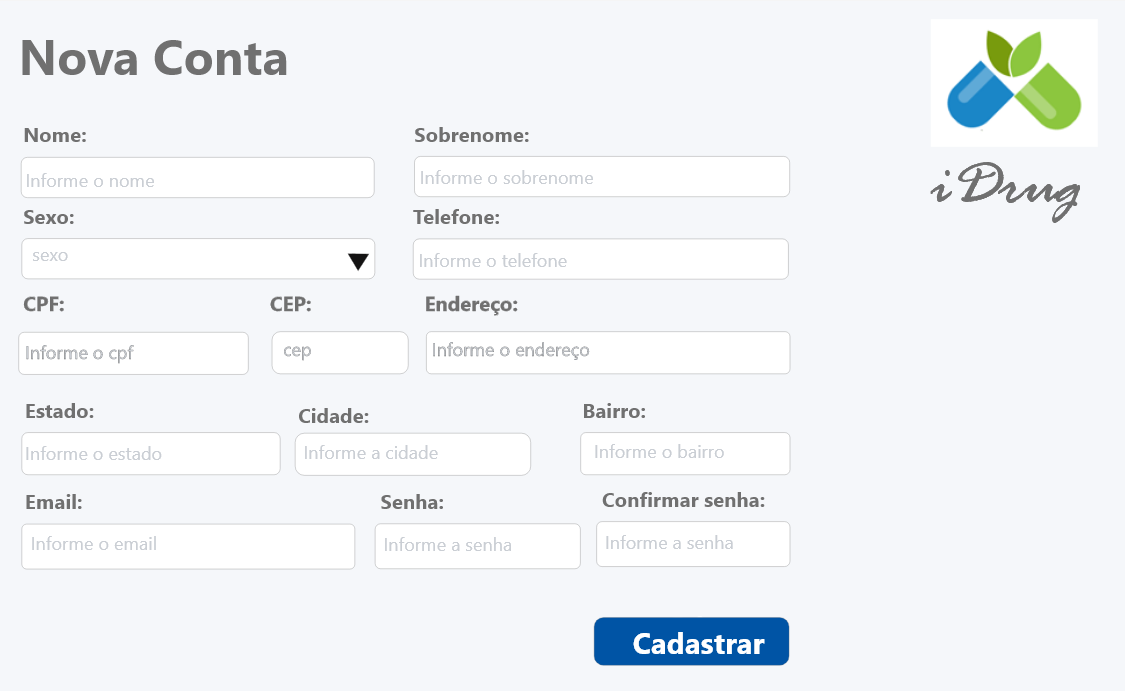 Nova Conta
Nome: Sobrenome:
Informe o nome Informe o sobrenome
iDrug
Sexo: Telefone:
sexo Informe o telefone
CPF: CEP: Endereço:
Informe o cpf cep Informe o endereço
Estado: Cidade: Bairro:
Informe o estado Informe a cidade Informe o bairro
Email: Senha: Confirmar senha:
Informe o email Informe a senha Informe a senha
Cadastrar